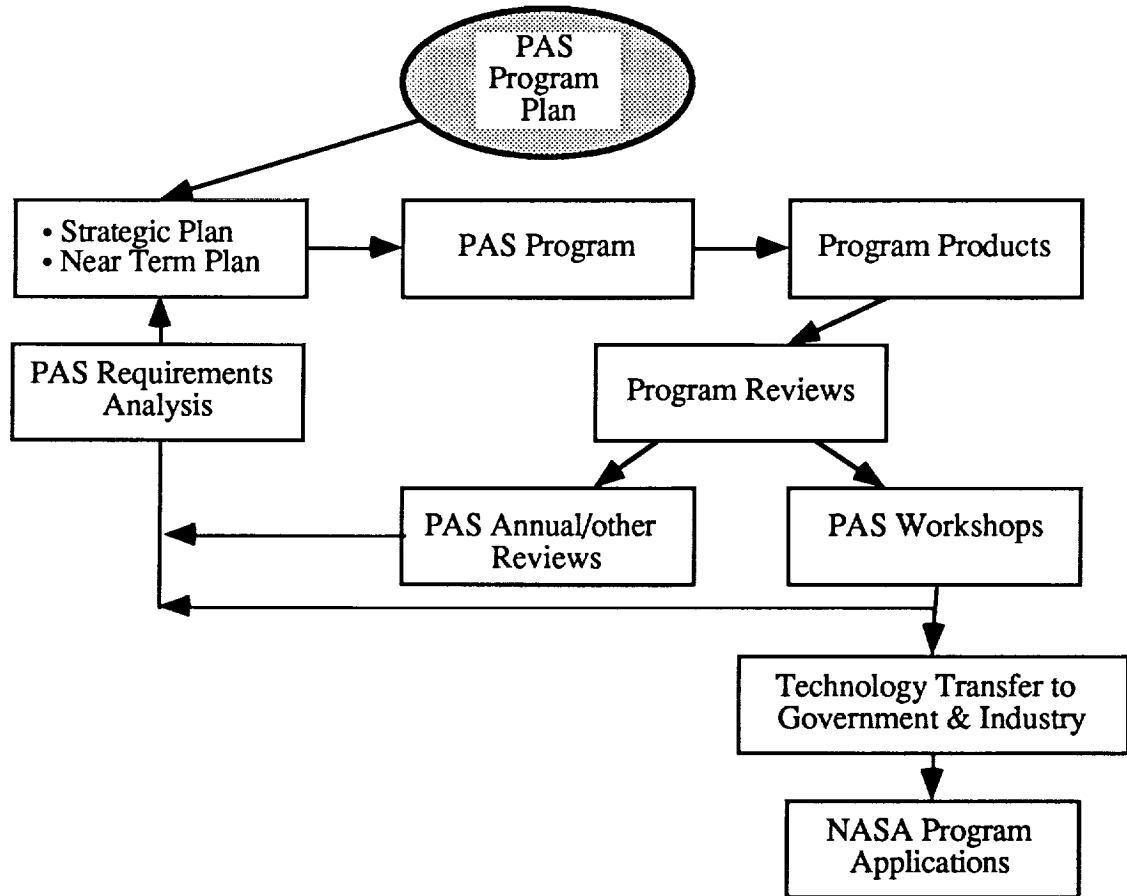 PAS
Program
Plan
• Strategic Plan
• Near Term Plan
PAS Program
Program Products
PAS Requirements
Analysis
Program Reviews
PAS Annual/other
Reviews
PAS Workshops
Technology Transfer to
Government & Industry
NASA Program
Applications